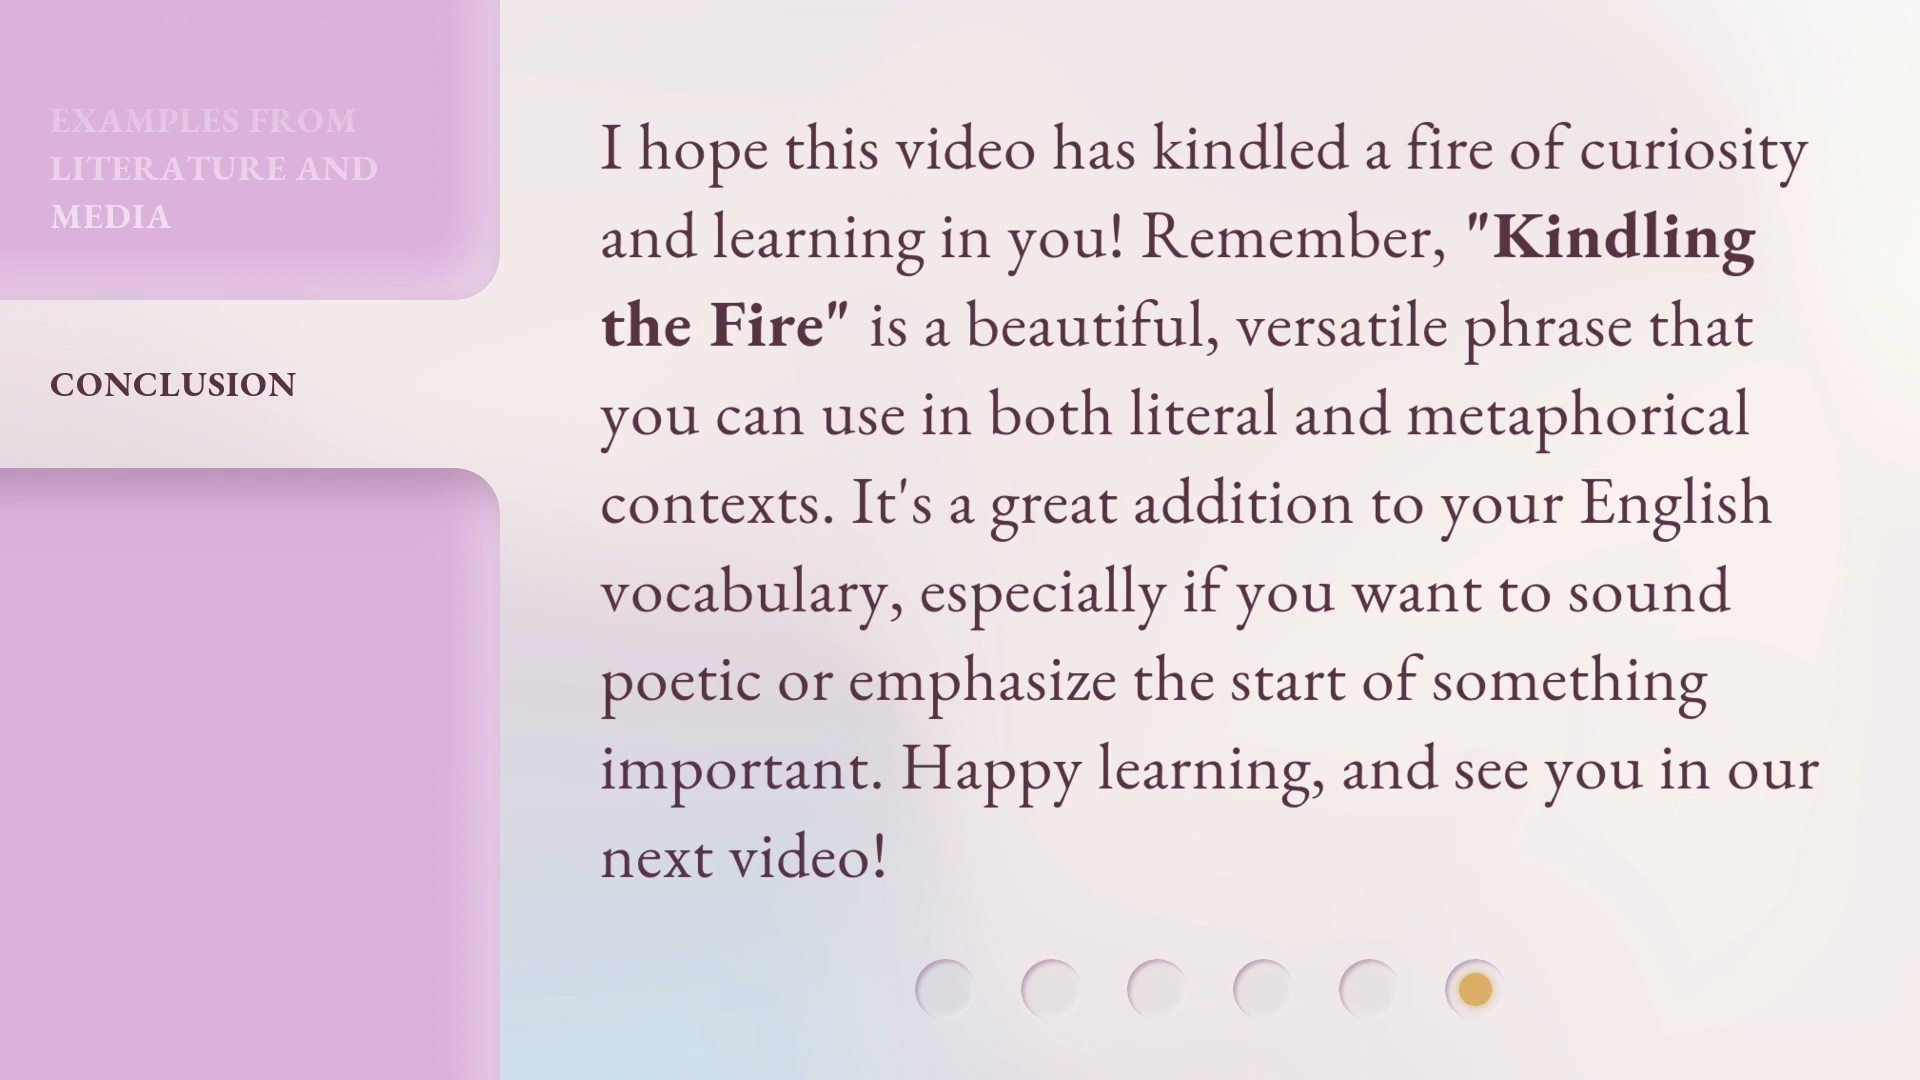 EXAMPLES FROM
LITERATURE AND
MEDIA
CONCLUSION
I hope this video has kindled a fire of curiosity
and learning in you! Remember, "Kindling
the Fire" is a beautiful, versatile phrase that
you can use in both literal and metaphorical
contexts. It's a great addition to your English
vocabulary, especially if you want to sound
poetic or emphasize the start of something
important. Happy learning, and see you in our
next video!